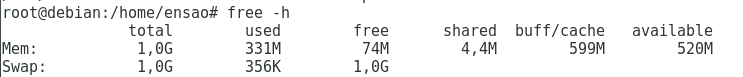 root@debian:/home/ensao# free -h
total used free shared buff/cache available
Mem: 1,0G 331M 74M 4,4M 599M 520M
Swap: 1,0G 356K 1,0G